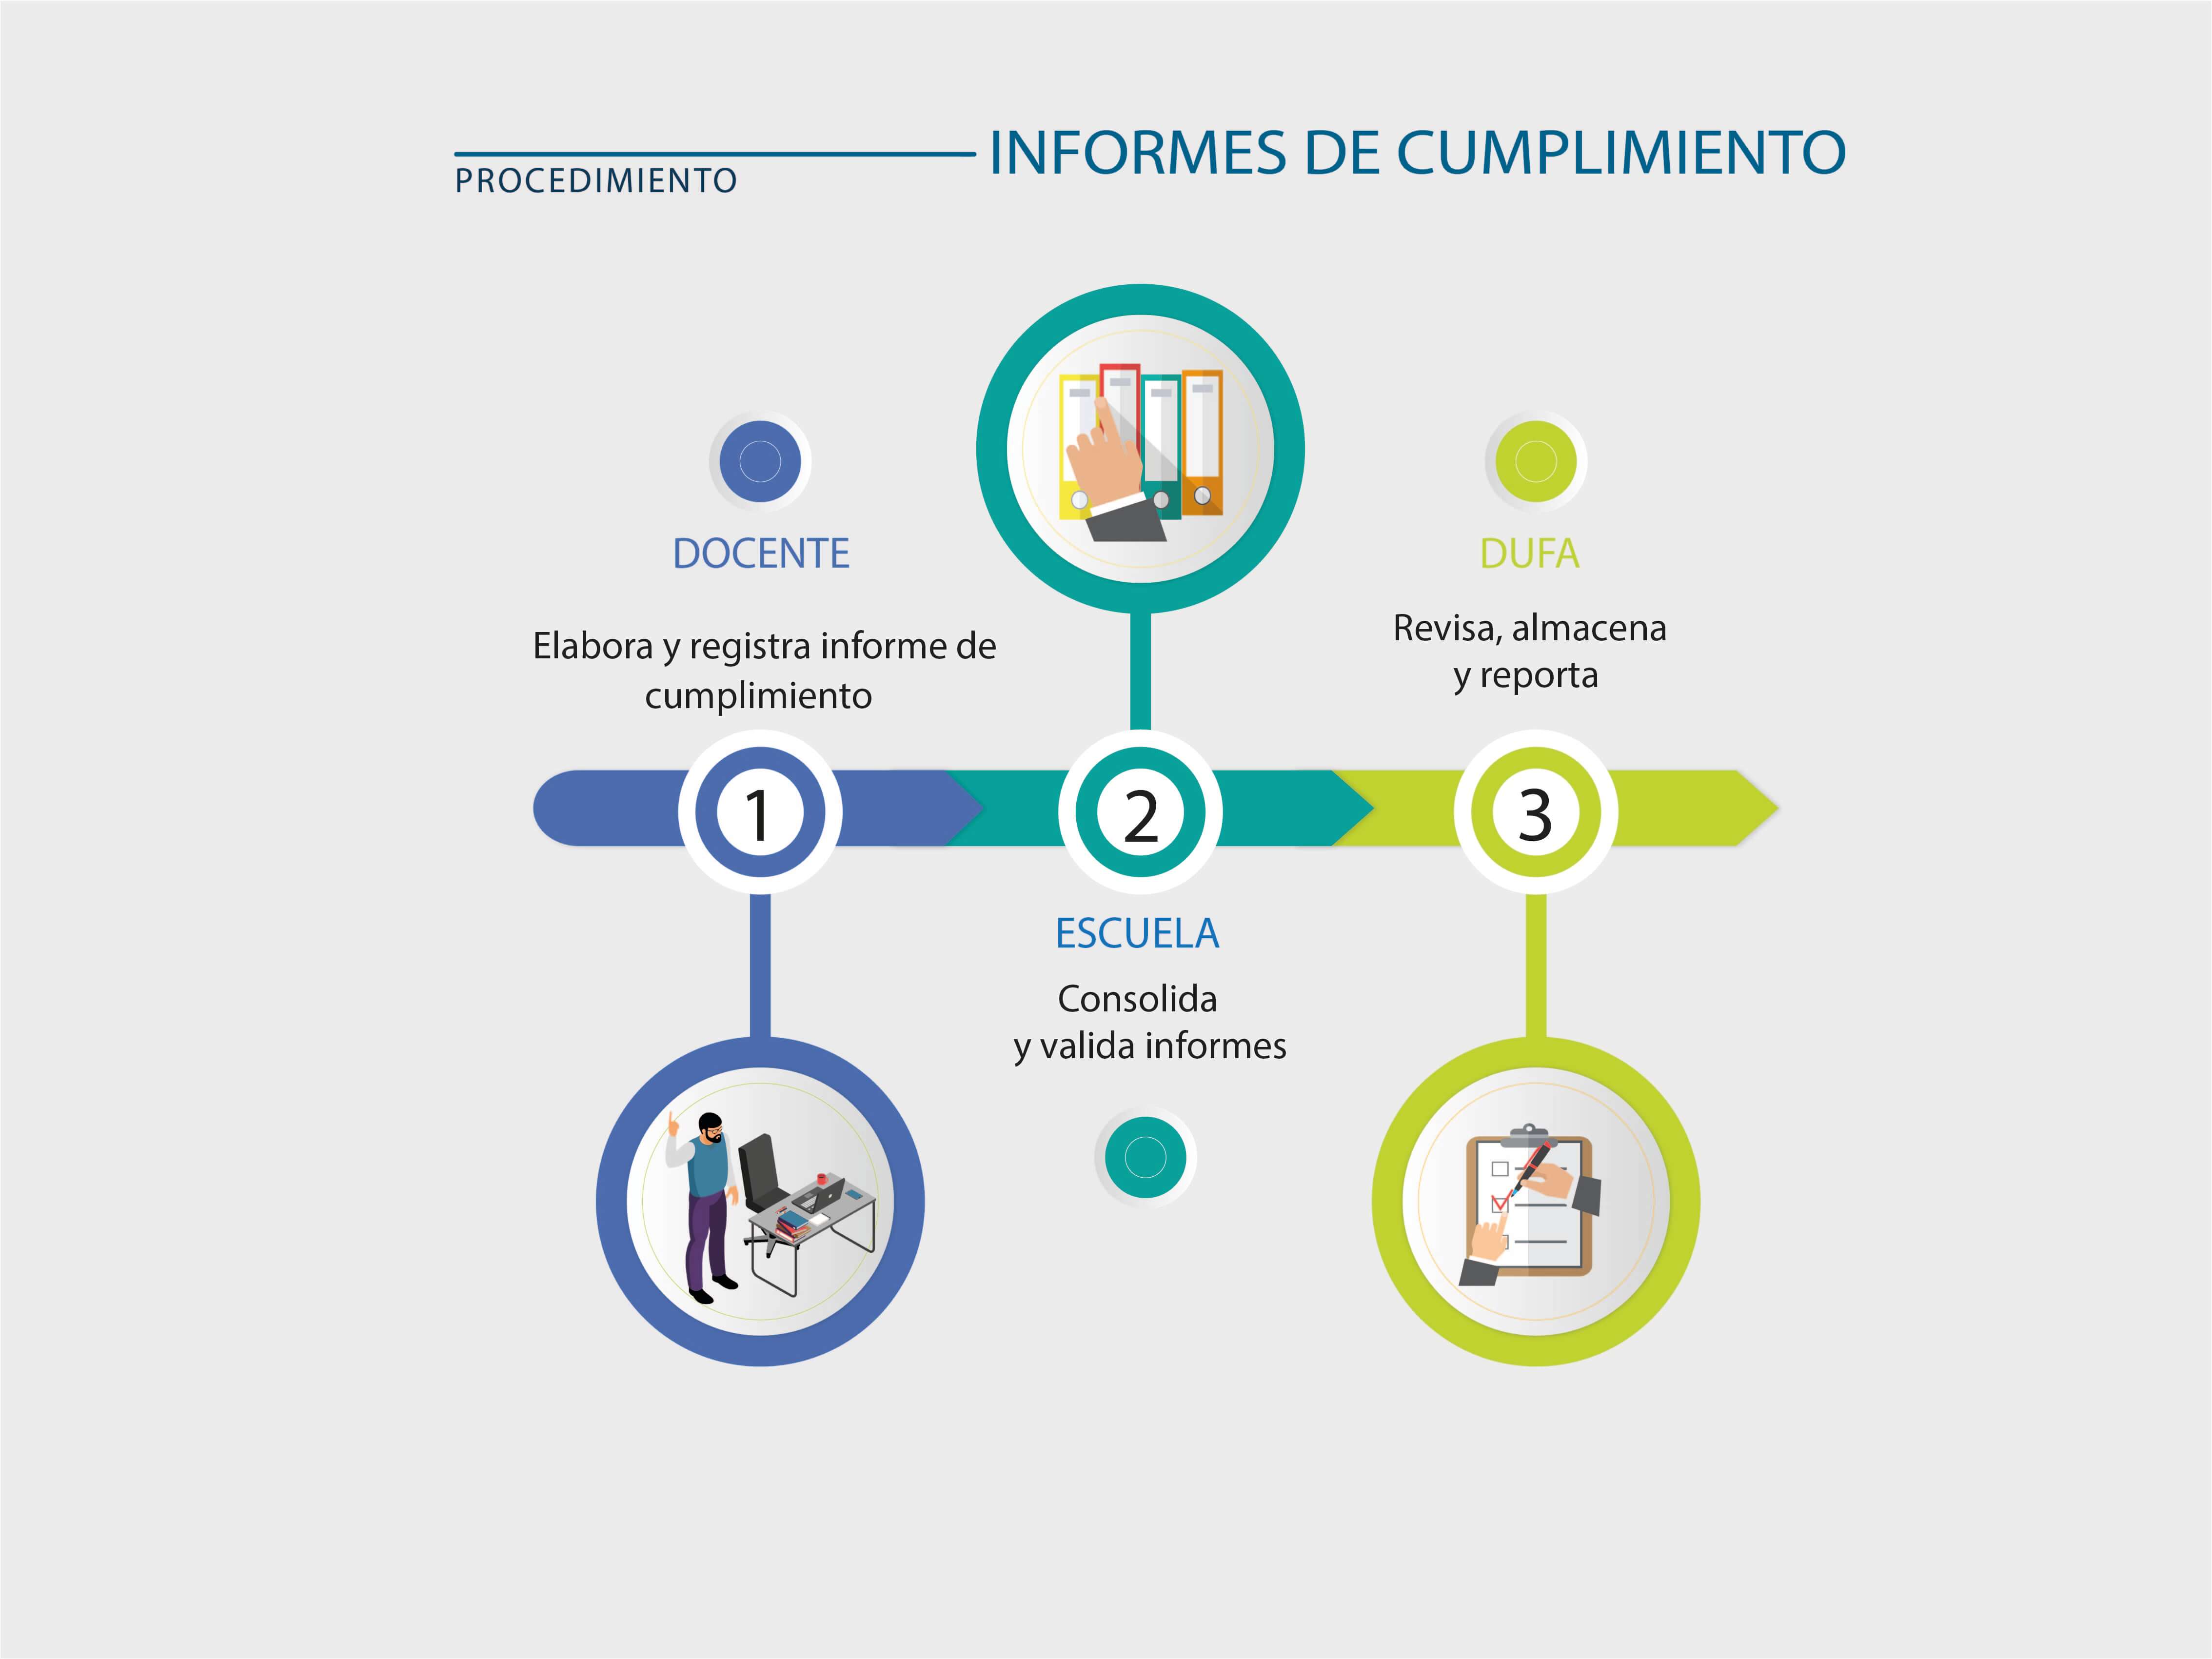 INFORMES DE CUMPLIMIENTO
PROCEDIMIENTO
DOCENTE
Elabora y registra informe de
cumplimiento
1
2
ESCUELA
Consolida
y valida informes
DUFA
Revisa, almacena
y reporta
3